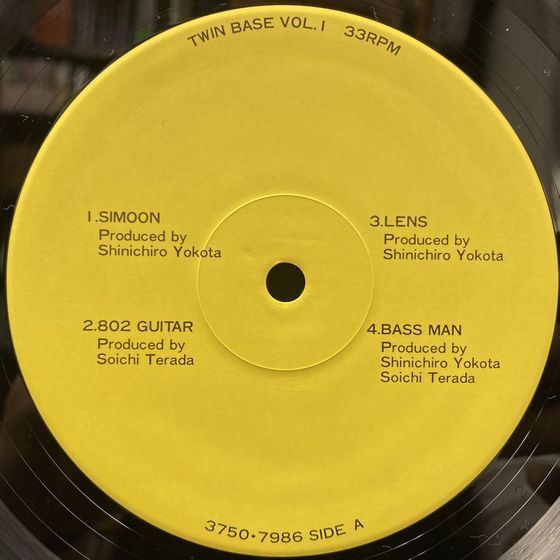 TWIN BASE VOL.1 33RPM
1.SIMOON
Produced by
Shinichiro Yokota
2.802 GUITAR
Produced by
Soichi Terada
3.LENS
Produced by
Shinichiro Yokota
4.BASS MAN
Produced by
Shinichiro Yokota
Soichi Terada
3750•7986 SIDE A